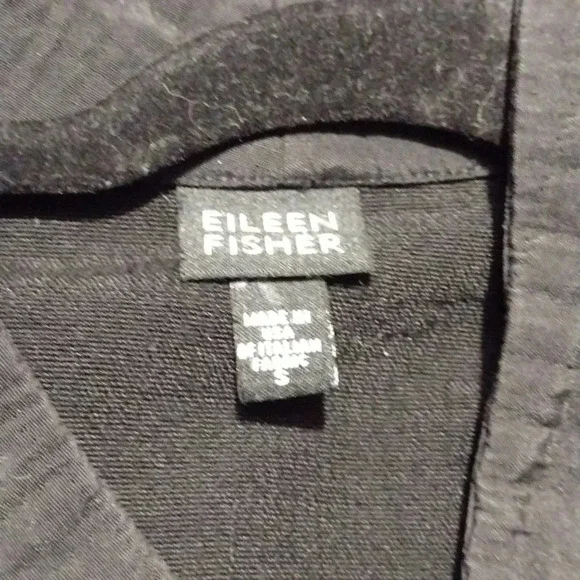 EILEEN
FISHER
MADE IN
USA
OF ITALIAN
FABRIC
S